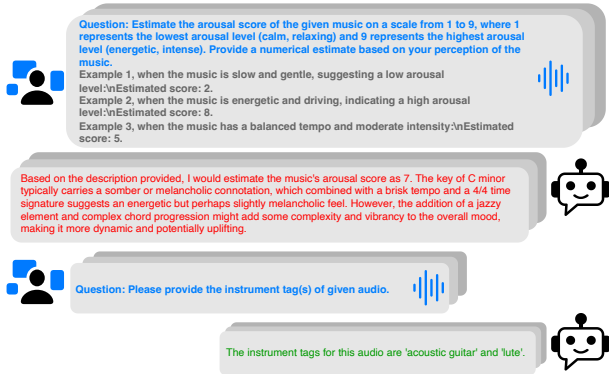 Question: Estimate the arousal score of the given music on a scale from 1 to 9, where 1
represents the lowest arousal level (calm, relaxing) and 9 represents the highest arousal
level (energetic, intense). Provide a numerical estimate based on your perception of the
music.
Example 1, when the music is slow and gentle, suggesting a low arousal
level:\nEstimated score: 2.
Example 2, when the music is energetic and driving, indicating a high arousal
level:\nEstimated score: 8.
Example 3, when the music has a balanced tempo and moderate intensity:\nEstimated
score: 5.
Based on the description provided, I would estimate the music's arousal score as 7. The key of C minor
typically carries a somber or melancholic connotation, which combined with a brisk tempo and a 4/4 time
signature suggests an energetic but perhaps slightly melancholic feel. However, the addition of a jazzy
element and complex chord progression might add some complexity and vibrancy to the overall mood,
making it more dynamic and potentially uplifting.
Question: Please provide the instrument tag(s) of given audio.
The instrument tags for this audio are 'acoustic guitar' and 'lute'.